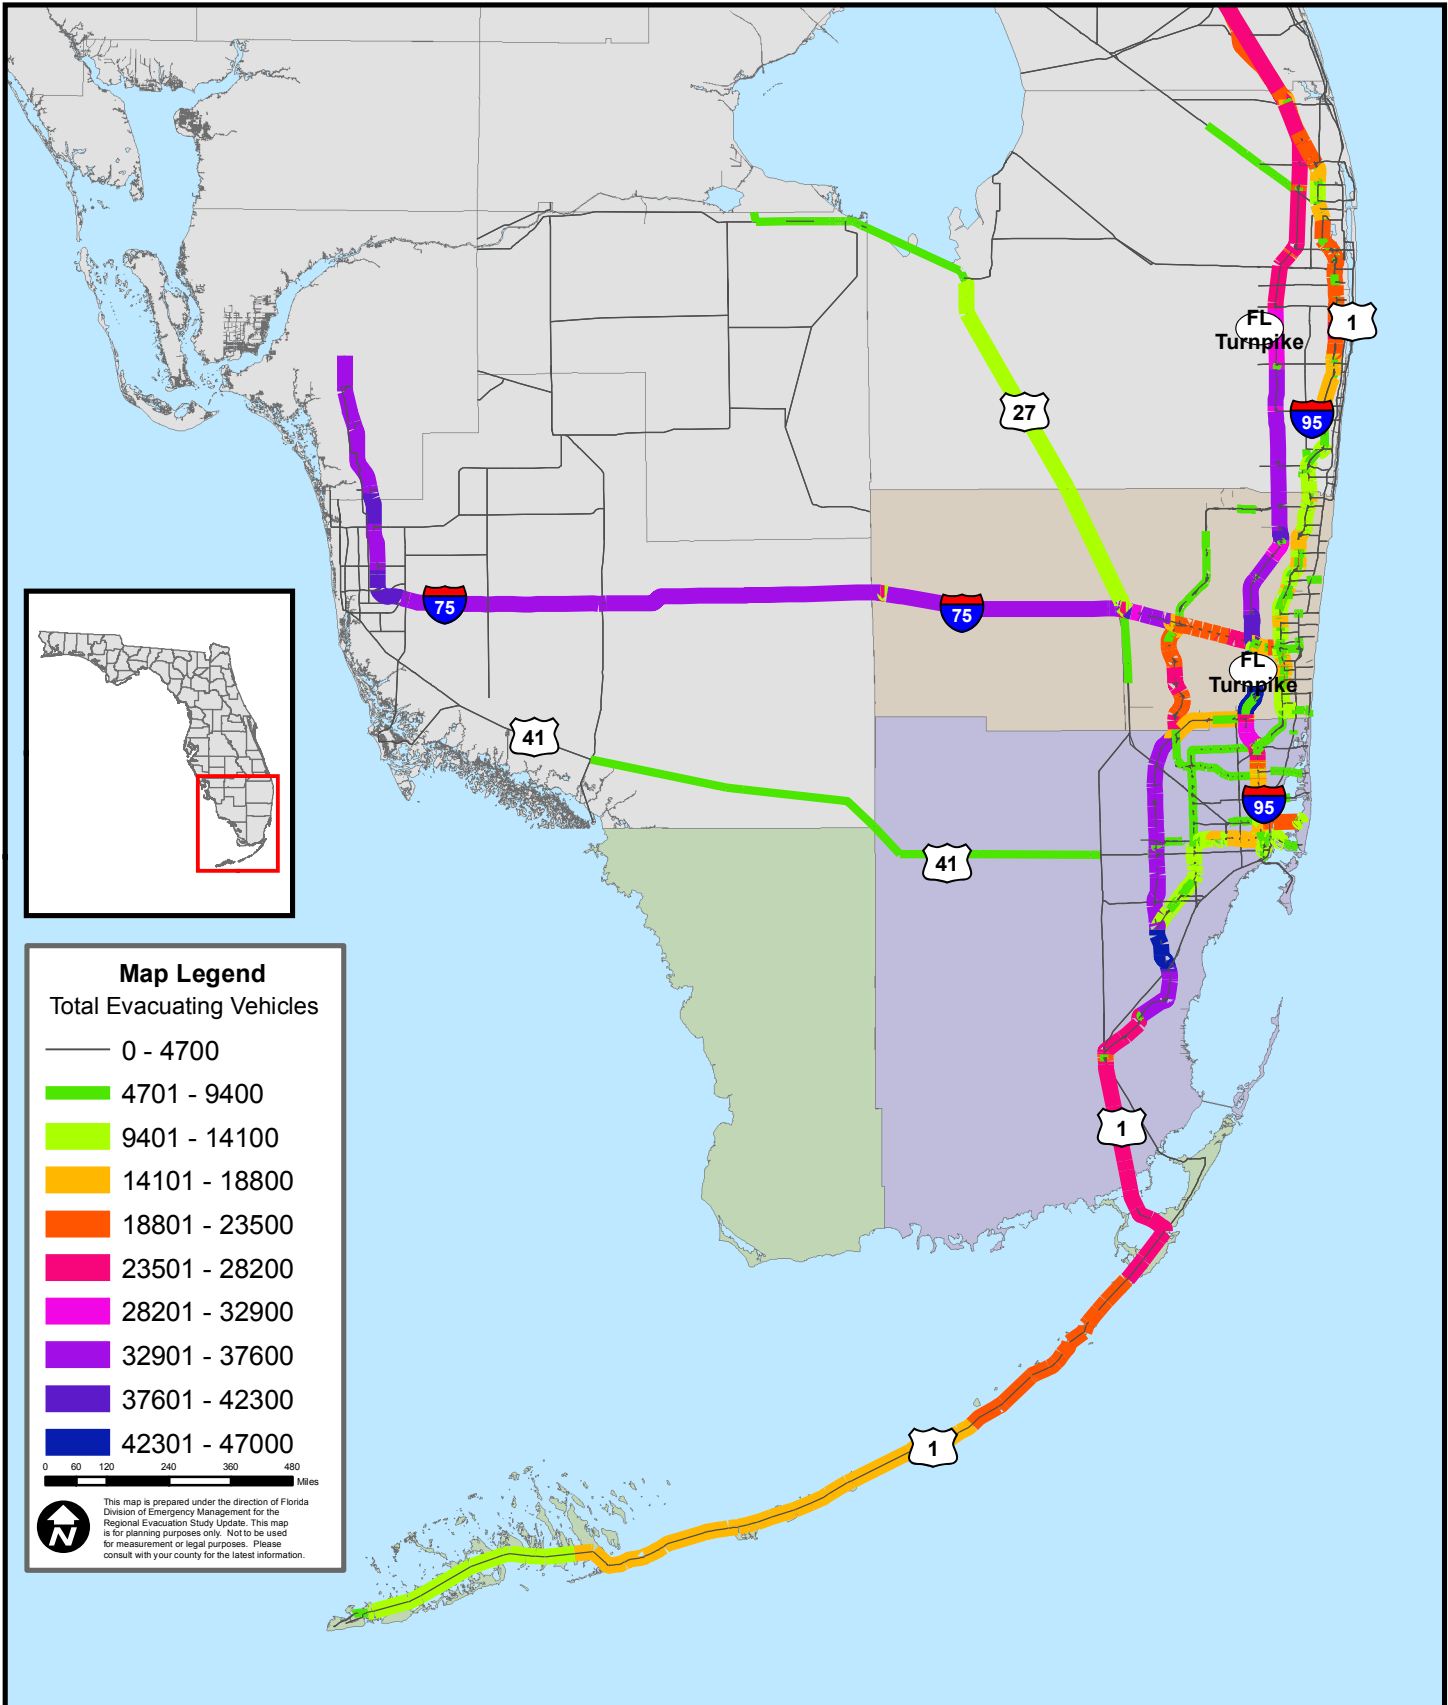 FL
Turnpike
1
95
27
75
75
FL
Turnpike
41
95
41
1
1
Map Legend
Total Evacuating Vehicles
0 - 4700
4701 - 9400
9401 - 14100
14101 - 18800
18801 - 23500
23501 - 28200
28201 - 32900
32901 - 37600
37601 - 42300
42301 - 47000
0 60 120 240 360 480
Miles
N
This map is prepared under the direction of Florida
Division of Emergency Management for the
Regional Evacuation Study Update. This map
is for planning purposes only. Not to be used
for measurement or legal purposes. Please
consult with your county for the latest information.